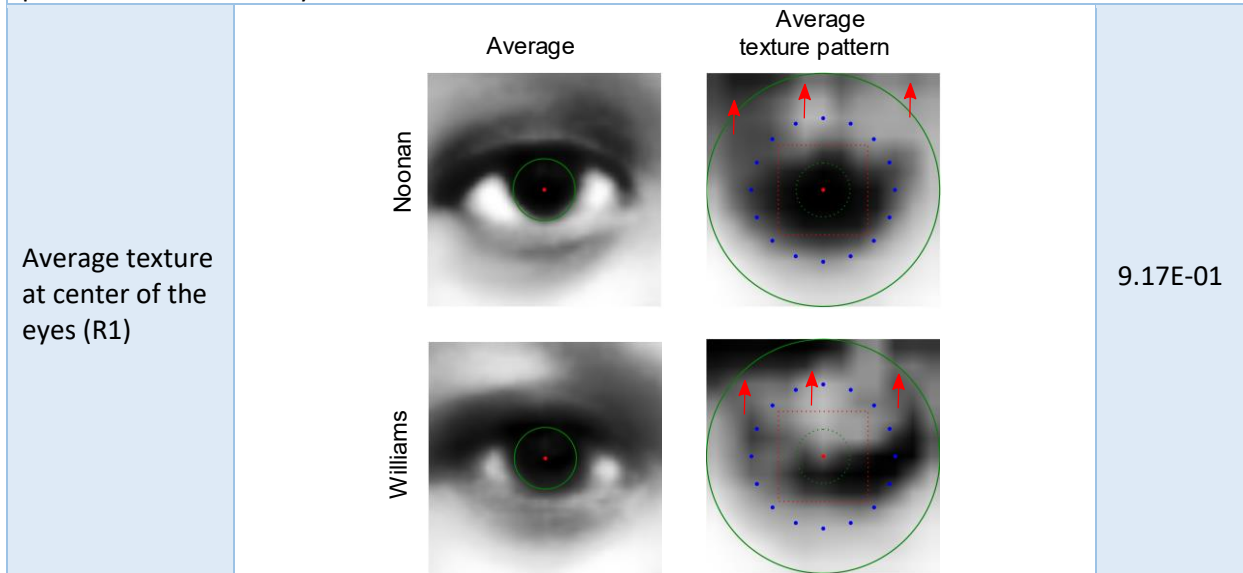 Average
Average
texture pattern
Noonan
Average texture
at center of the
eyes (R1)
9.17E-01
Williams